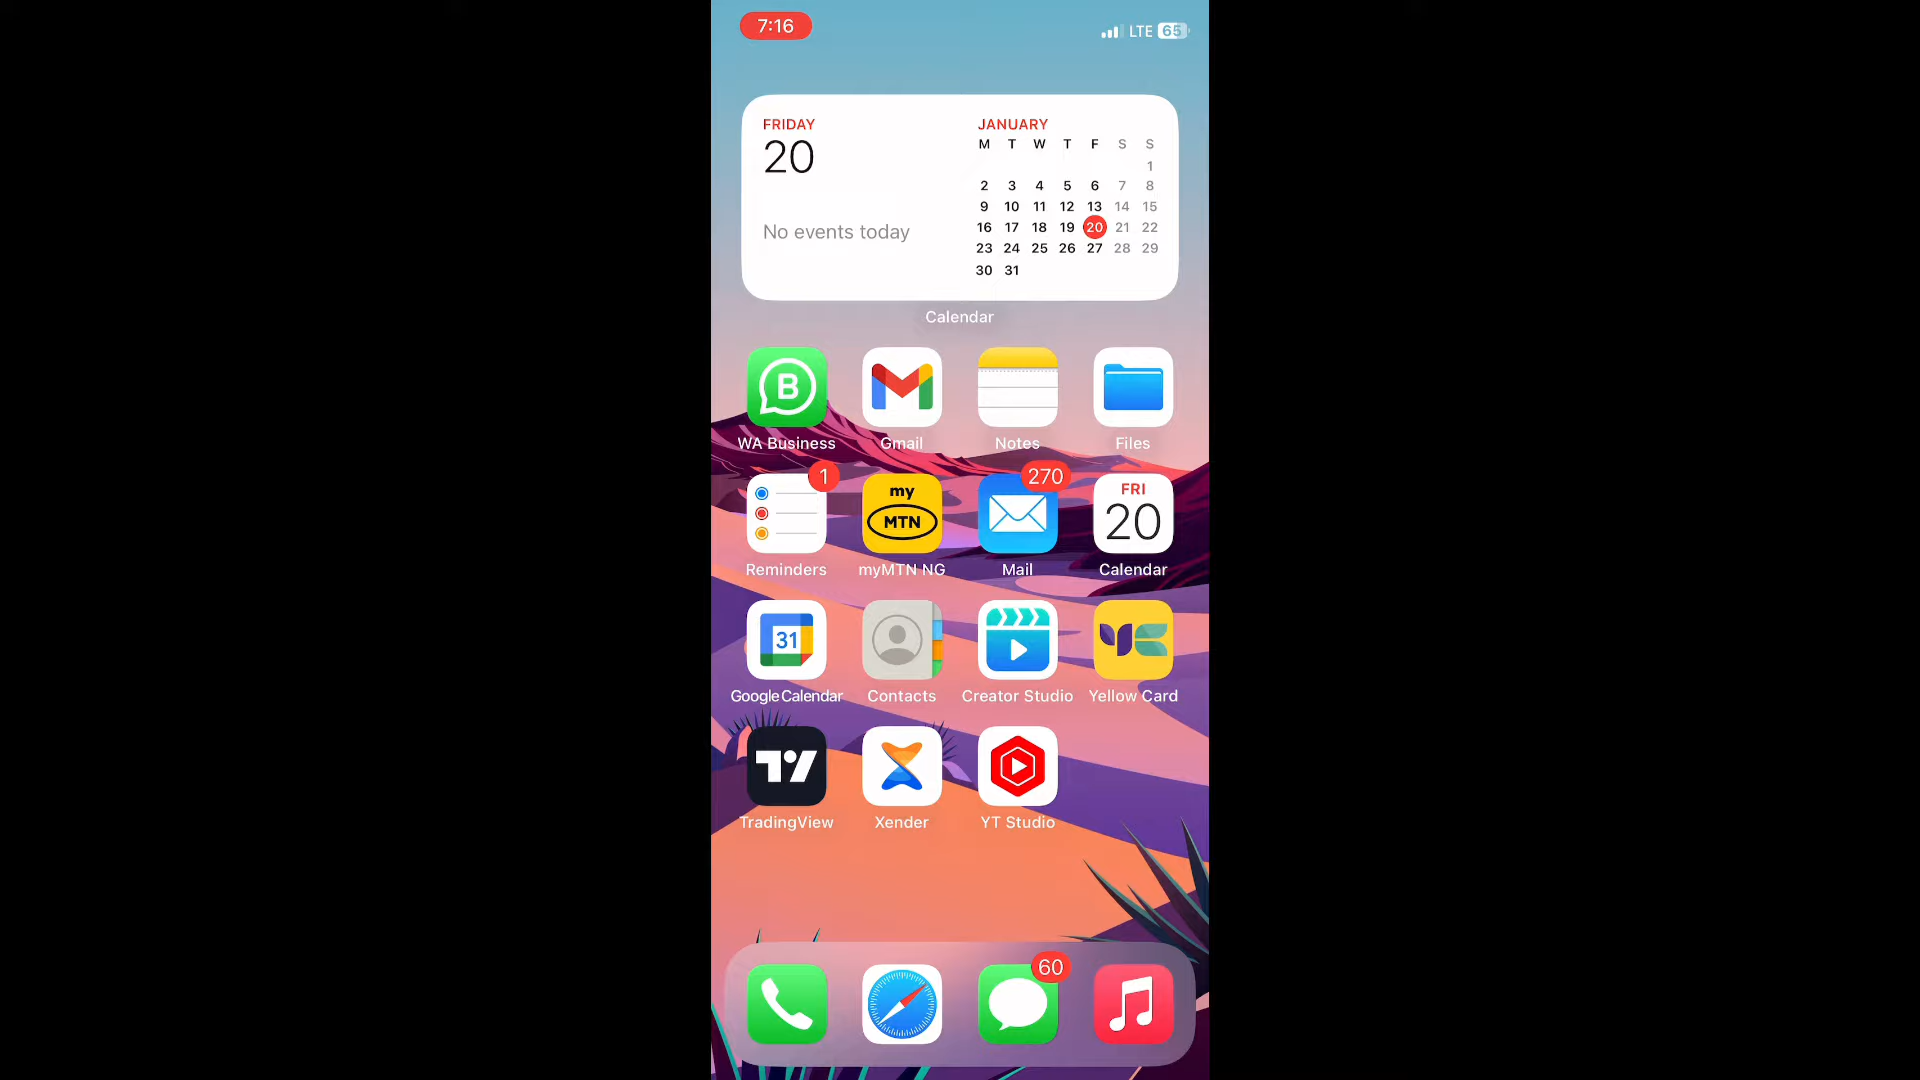 7:16
LTE 65
FRIDAY
20
No events today
JANUARY
M T W T F S S
1
2 3 4 5 6 7 8
9 10 11 12 13 14 15
16 17 18 19 20 21 22
23 24 25 26 27 28 29
30 31
Calendar
B
WA Business Gmail Notes Files
1
my
MTN
270
FRI
20
Reminders myMTN NG Mail Calendar
31
Google Calendar Contacts Creator Studio Yellow Card
TradingView Xender YT Studio
60